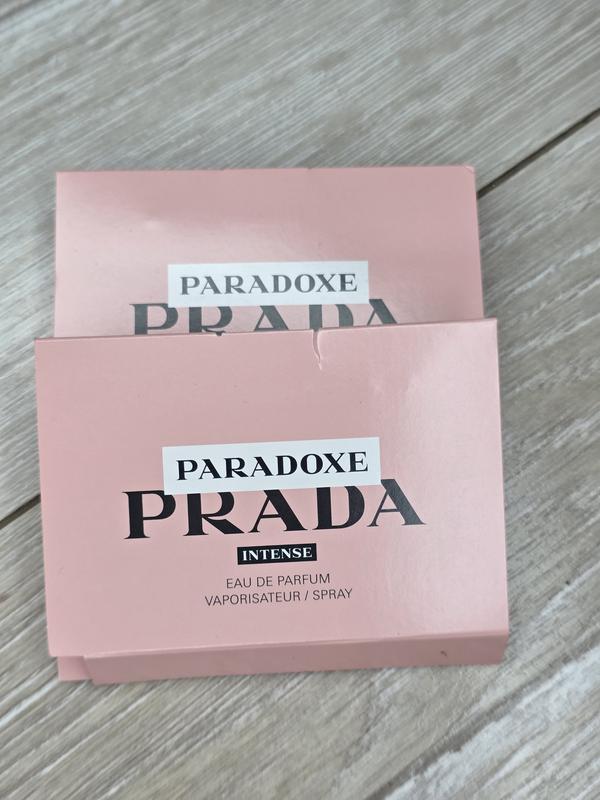 PARADOXE
PRADA
PARADOXE
PRADA
INTENSE
EAU DE PARFUM
VAPORISATEUR / SPRAY